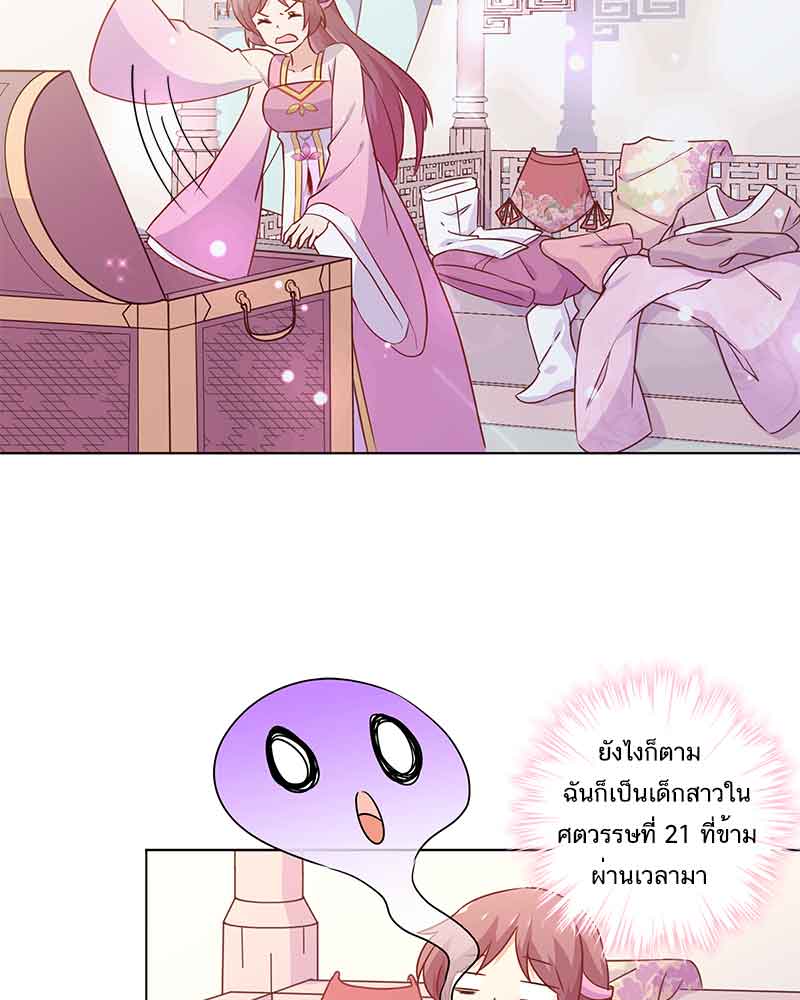 ยังไงก็ตาม
ฉันก็เป็นเด็กสาวใน
ศตวรรษที่ 21 ที่ข้าม
ผ่านเวลามา